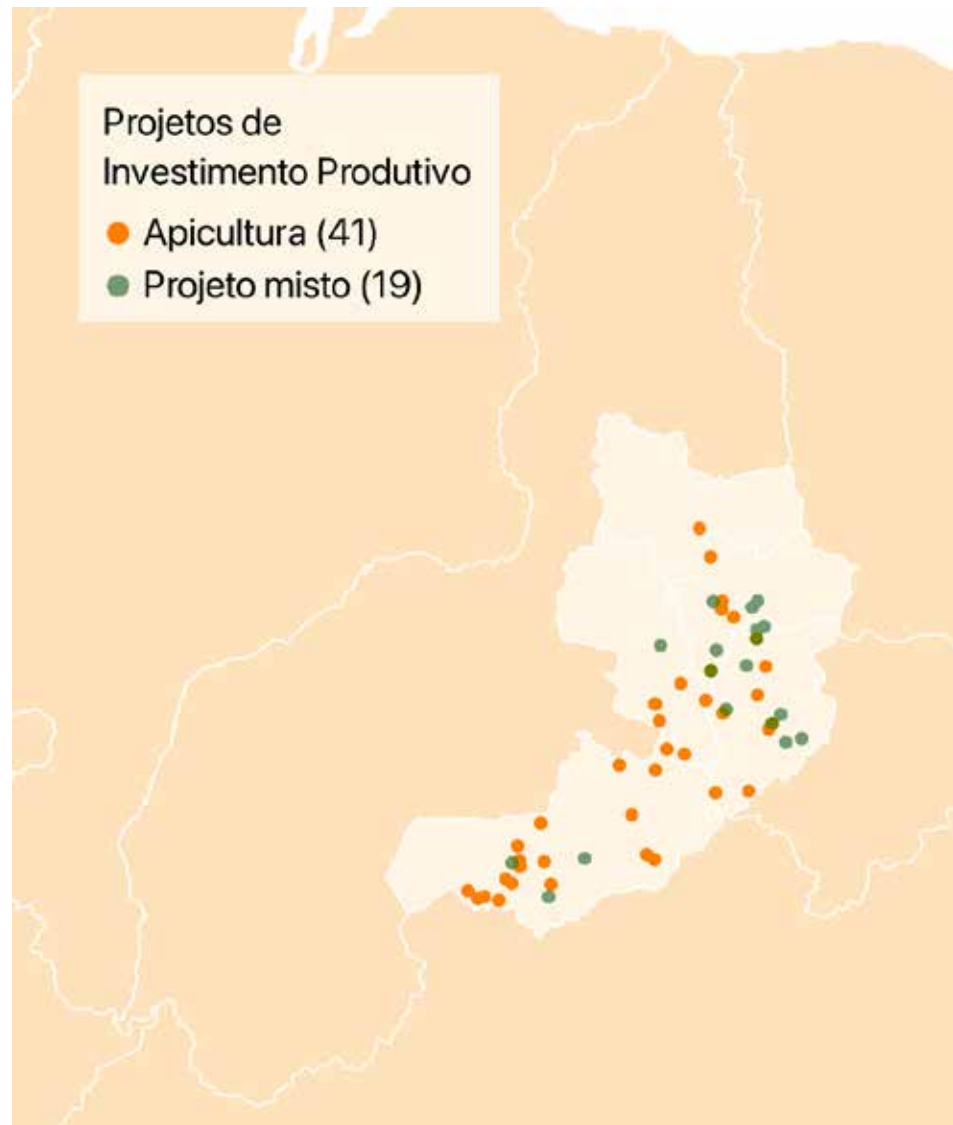 Projetos de
Investimento Produtivo
Apicultura (41)
Projeto misto (19)